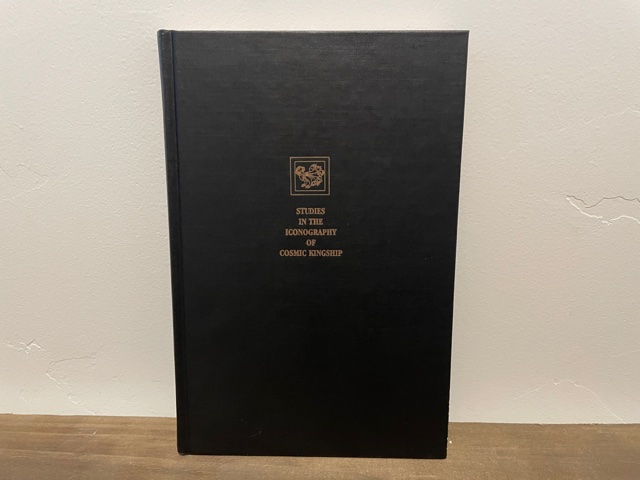 STUDIES
IN THE
ICONOGRAPHY
OF
COSMIC KINGSHIP